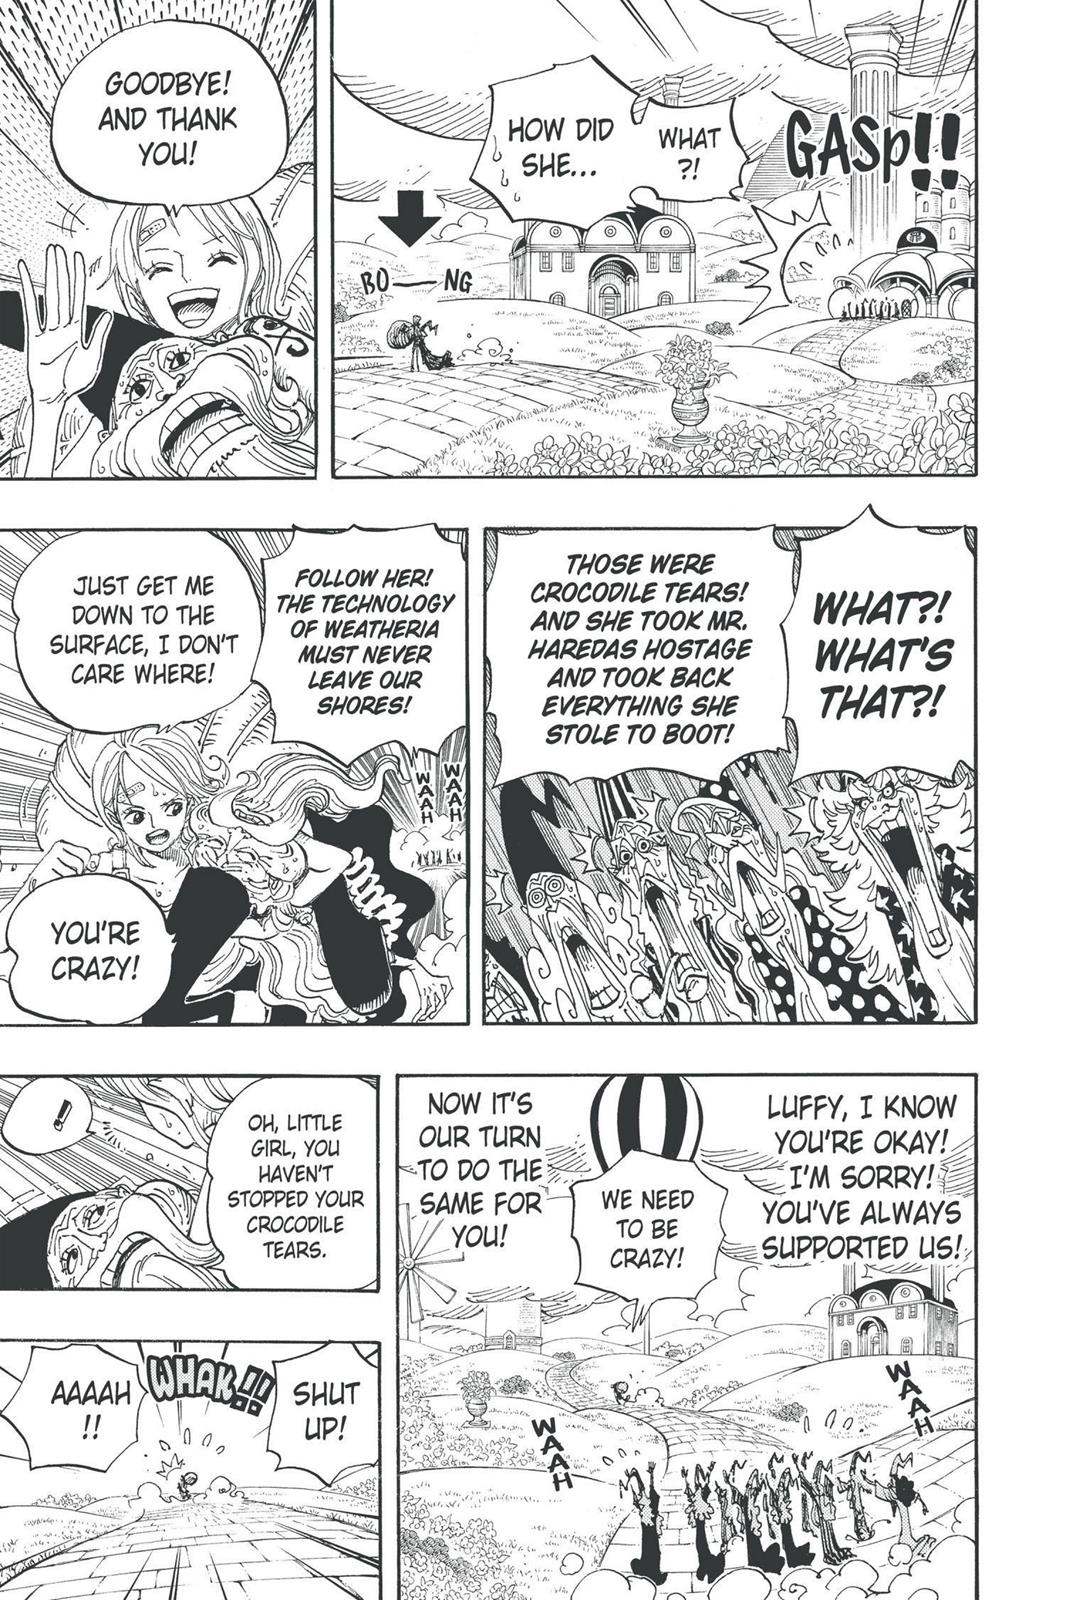 WHAT
?!
HOW DID
SHE...
GASP!!
BO — NG
GOODBYE!
AND THANK
YOU!
WHAT?!
WHAT'S
THAT?!
THOSE WERE
CROCODILE TEARS!
AND SHE TOOK MR.
HAREDAS HOSTAGE
AND TOOK BACK
EVERYTHING SHE
STOLE TO BOOT!
FOLLOW HER!
THE TECHNOLOGY
OF WEATHERIA
MUST NEVER
LEAVE OUR
SHORES!
WAAH
WAAH
JUST GET ME
DOWN TO THE
SURFACE, I DON'T
CARE WHERE!
YOU'RE
CRAZY!
LUFFY, I KNOW
YOU'RE OKAY!
I'M SORRY!
YOU'VE ALWAYS
SUPPORTED US!
WE NEED
TO BE
CRAZY!
NOW IT'S
OUR TURN
TO DO THE
SAME FOR
YOU!
WAAH
WAAH
OH, LITTLE
GIRL, YOU
HAVEN'T
STOPPED YOUR
CROCODILE
TEARS.
!
SHUT
UP!
WHAK!!
AAAAH
!!